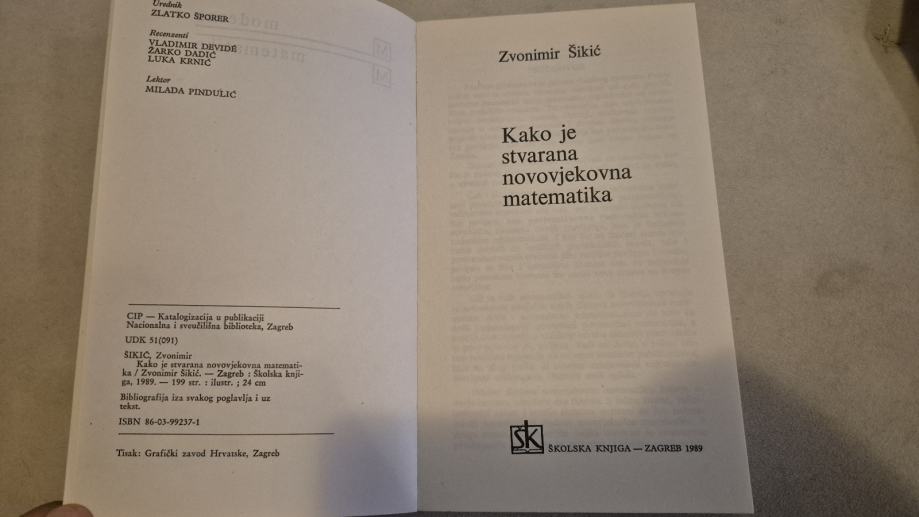 Urednik
ZLATKO ŠPORER
Recenzenti
VLADIMIR DEVIDÉ
ŽARKO DADIĆ
LUKA KRNIĆ
Lektor
MILADA PINDULIĆ
CIP — Katalogizacija u publikaciji
Nacionalna i sveučilišna biblioteka, Zagreb
UDK 51(091)
ŠIKIĆ, Zvonimir
Kako je stvarana novovjekovna matemati-
ka / Zvonimir Šikić. — Zagreb : Školska knji-
ga, 1989. — 199 str. : ilustr. ; 24 cm
Bibliografija iza svakog poglavlja i uz
tekst.
ISBN 86-03-99237-1
Tisak: Grafički zavod Hrvatske, Zagreb
Zvonimir Šikić
Kako je
stvarana
novovjekovna
matematika
ŠK ŠKOLSKA KNJIGA — ZAGREB 1989